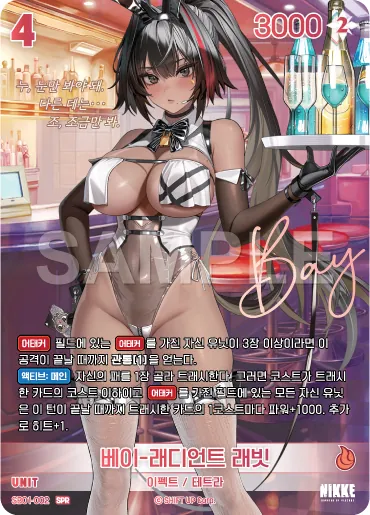 4
3000 2
누, 눈만 봐야 돼.
다른 데는…
조, 조금만 봐.
SAMPLE
Bay
어태커 필드에 있는 어태커 를 가진 자신 유닛이 3장 이상이라면 이
공격이 끝날 때까지 관통[1]을 얻는다.
액티브:메인 자신의 패를 1장 골라 트래시한다. 그러면 코스트가 트래시
한 카드의 코스트 이하이고 어태커 를 가진 필드에 있는 모든 자신 유닛
은 이 턴이 끝날 때까지 트래시한 카드의 1코스트마다 파워+1000. 추가
로 히트+1.
베이-래디언트 래빗
UNIT
이펙트 / 테트라
SD01-002 SPR
© SHIFT UP Corp.
NIKKE